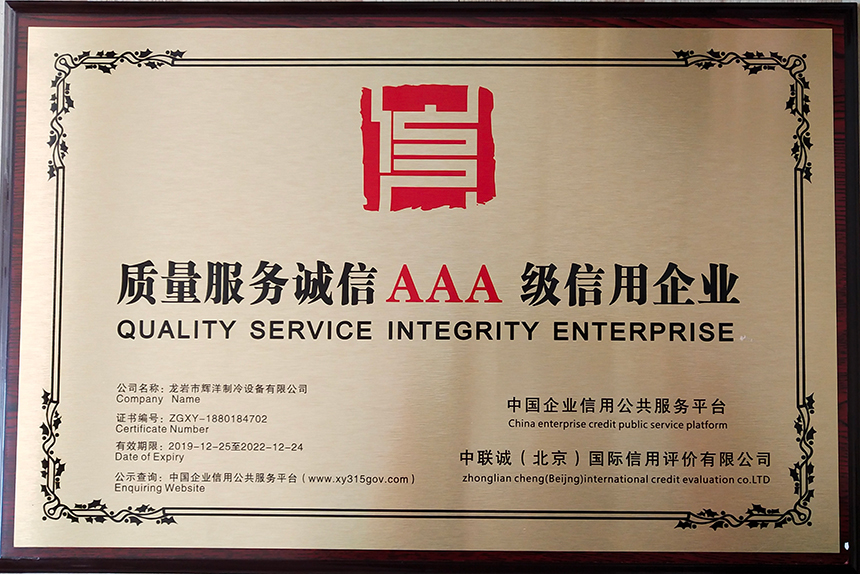 信
质量服务诚信AAA 级信用企业
QUALITY SERVICE INTEGRITY ENTERPRISE
公司名称：龙岩市辉洋制冷设备有限公司
Company Name
证书编号：ZGXY-1880184702
Certificate Number
有效期限：2019-12-25至2022-12-24
Date of Expiry
公示查询：中国企业信用公共服务平台（www.xy315gov.com）
Enquiring Website
中国企业信用公共服务平台
China enterprise credit public service platform
中联诚（北京）国际信用评价有限公司
zhonglian cheng(Beijng)international credit evaluation co.LTD